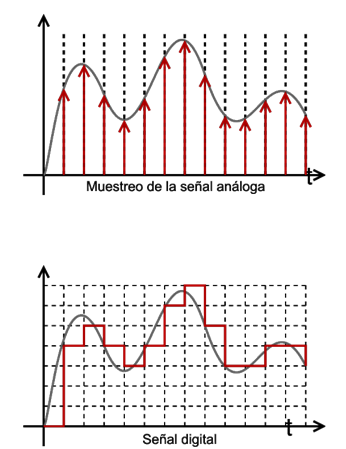 t
Muestreo de la señal análoga
t
Señal digital